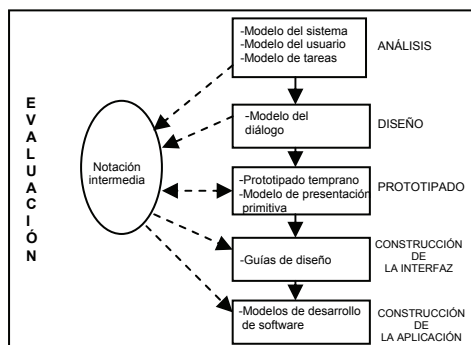 -Modelo del sistema
-Modelo del usuario
-Modelo de tareas
ANÁLISIS
EVALUACIÓN
-Modelo del
diálogo
DISEÑO
Notación
intermedia
-Prototipado temprano
-Modelo de presentación
primitiva
PROTOTIPADO
-Guías de diseño
CONSTRUCCIÓN
DE
LA INTERFAZ
-Modelos de desarrollo
de software
CONSTRUCCIÓN
DE
LA APLICACIÓN